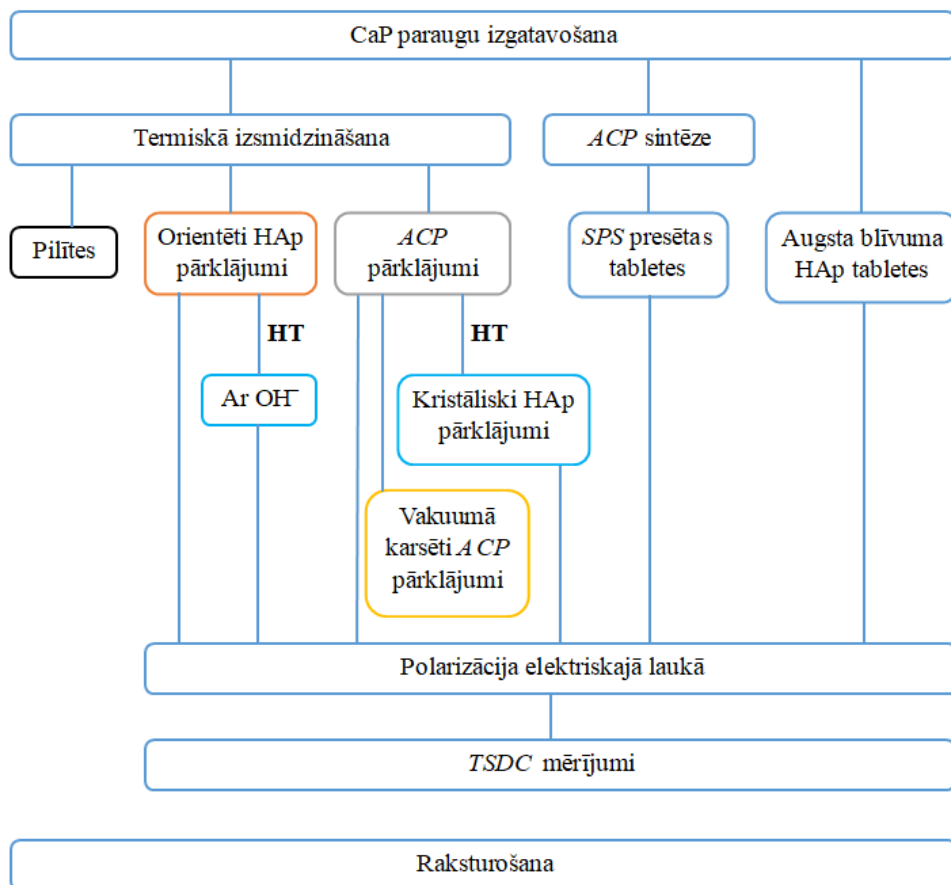 CaP paraugu izgatavošana
Termiskā izsmidzināšana
ACP sintēze
Pilītes
Orientēti HAp
pārklājumi
ACP
pārklājumi
SPS presētas
tabletes
Augsta blīvuma
HAp tabletes
HT
HT
Ar OH⁻
Kristāliski HAp
pārklājumi
Vakuumā
karsēti ACP
pārklājumi
Polarizācija elektriskajā laukā
TSDC mērījumi
Raksturošana